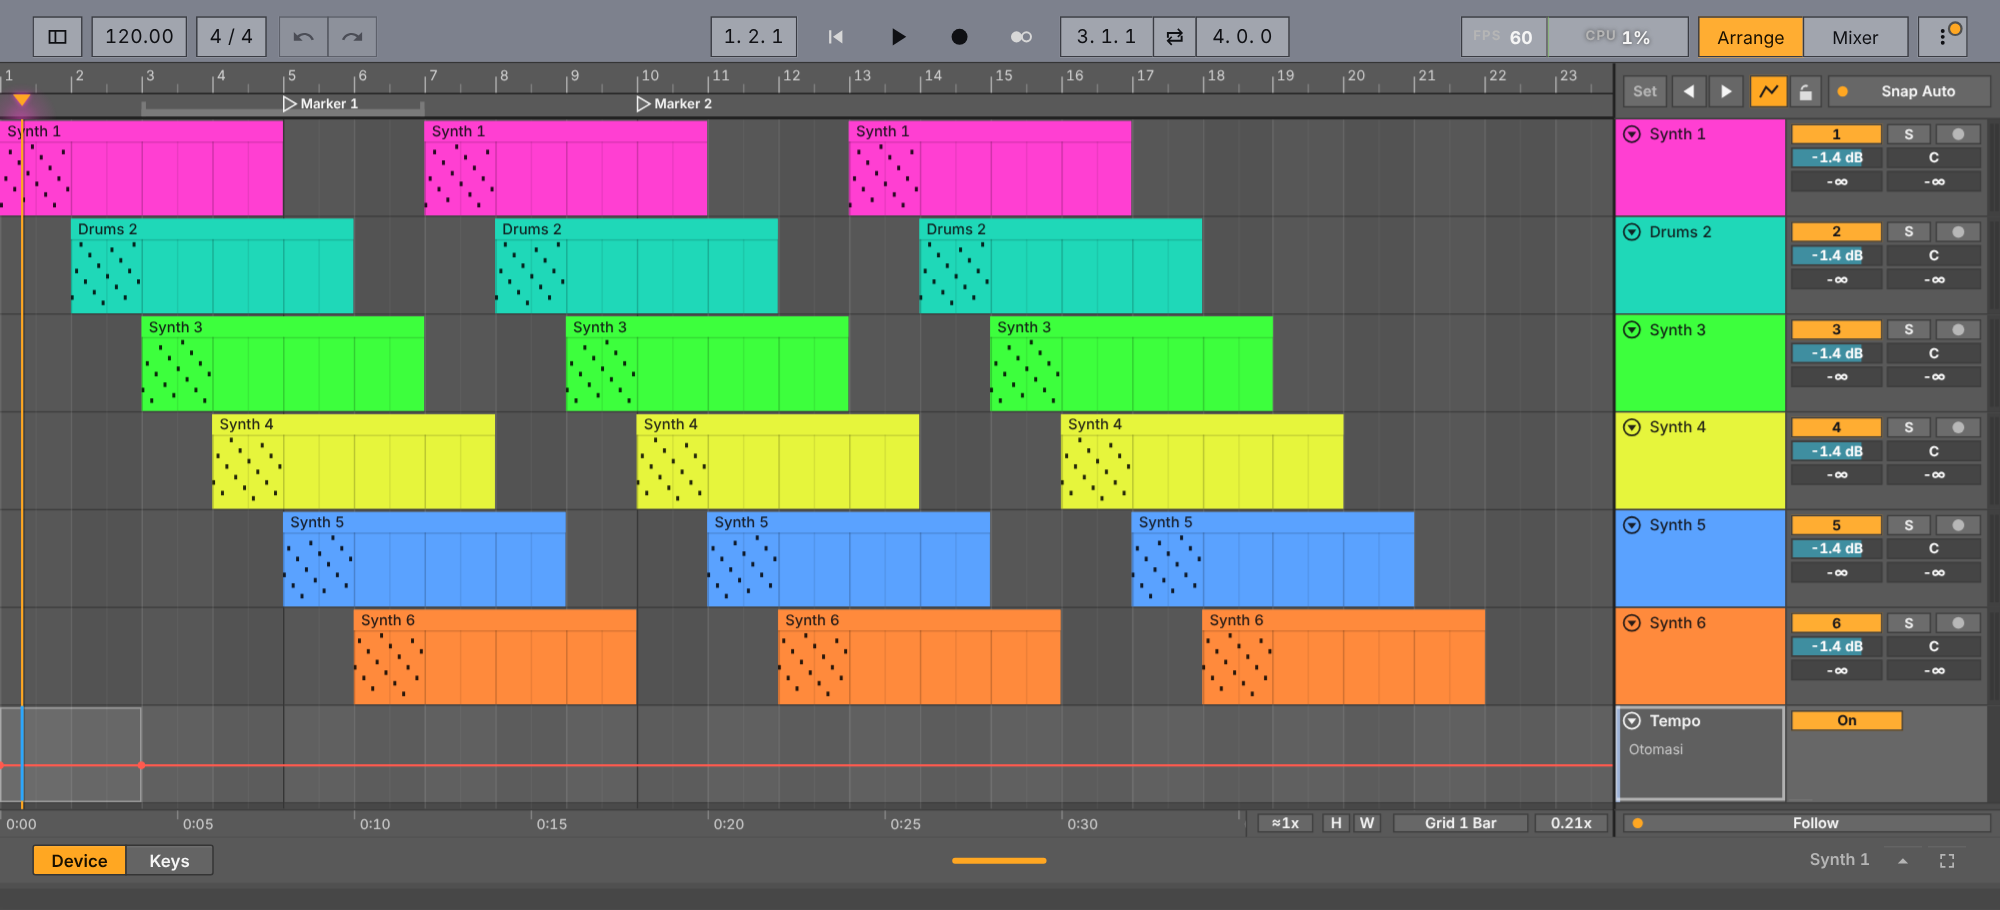 120.00 4 / 4 1. 2. 1 3. 1. 1 4. 0. 0 FPS 60 CPU 1% Arrange Mixer
1 2 3 4 5 6 7 8 9 10 11 12 13 14 15 16 17 18 19 20 21 22 23
Set Snap Auto
Marker 1 Marker 2
Synth 1 Synth 1 Synth 1 Synth 1 1 S
-1.4 dB C
-∞ -∞
Drums 2 Drums 2 Drums 2 Drums 2 2 S
-1.4 dB C
-∞ -∞
Synth 3 Synth 3 Synth 3 Synth 3 3 S
-1.4 dB C
-∞ -∞
Synth 4 Synth 4 Synth 4 Synth 4 4 S
-1.4 dB C
-∞ -∞
Synth 5 Synth 5 Synth 5 Synth 5 5 S
-1.4 dB C
-∞ -∞
Synth 6 Synth 6 Synth 6 Synth 6 6 S
-1.4 dB C
-∞ -∞
Tempo On
Otomasi
0:00 0:05 0:10 0:15 0:20 0:25 0:30 ≈1x H W Grid 1 Bar 0.21x Follow
Device Keys Synth 1